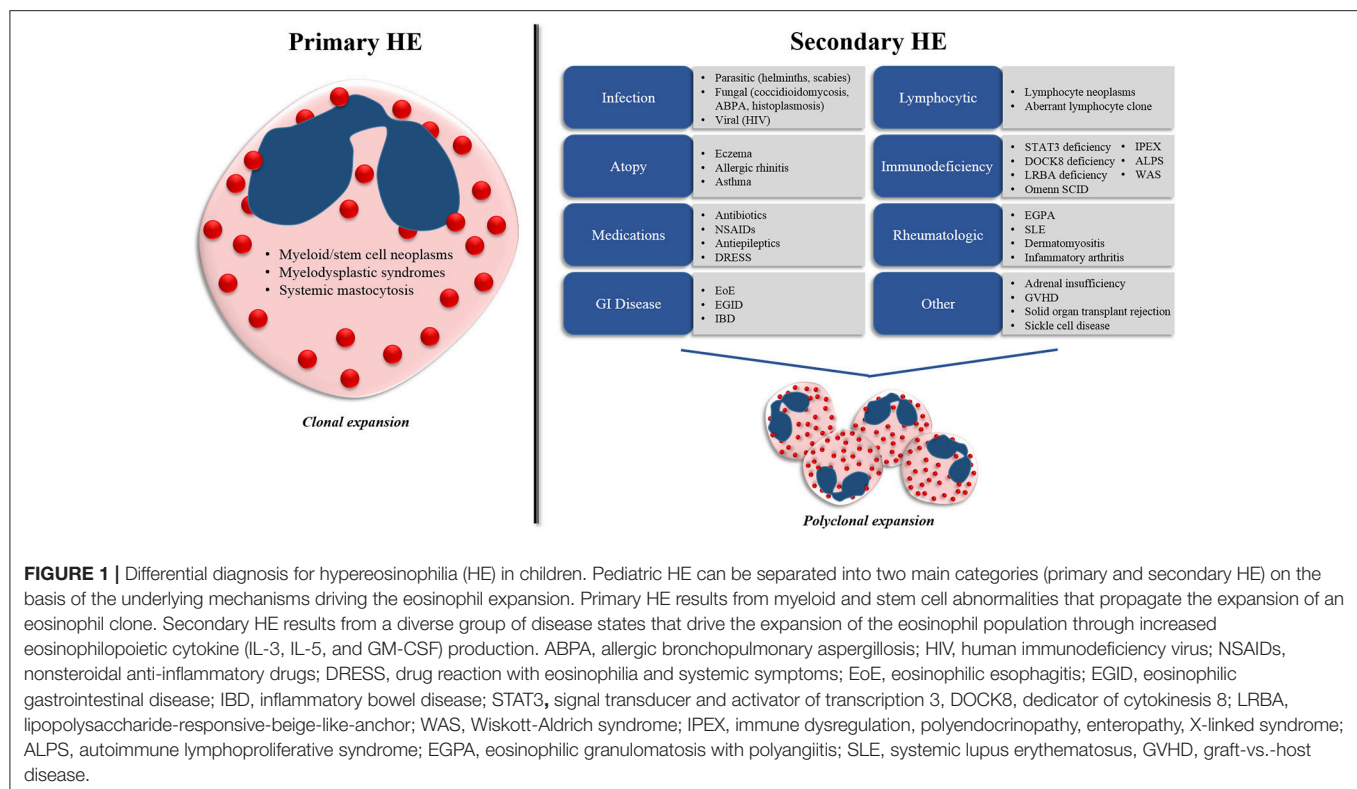 Primary HE
• Myeloid/stem cell neoplasms
• Myelodysplastic syndromes
• Systemic mastocytosis
Clonal expansion
Secondary HE
Infection
• Parasitic (helminths, scabies)
• Fungal (coccidioidomycosis,
ABPA, histoplasmosis)
• Viral (HIV)
Atopy
• Eczema
• Allergic rhinitis
• Asthma
Medications
• Antibiotics
• NSAIDs
• Antiepileptics
• DRESS
GI Disease
• EoE
• EGID
• IBD
Lymphocytic
• Lymphocyte neoplasms
• Aberrant lymphocyte clone
Immunodeficiency
• STAT3 deficiency
• DOCK8 deficiency
• LRBA deficiency
• Omenn SCID
• IPEX
• ALPS
• WAS
Rheumatologic
• EGPA
• SLE
• Dermatomyositis
• Infammatory arthritis
Other
• Adrenal insufficiency
• GVHD
• Solid organ transplant rejection
• Sickle cell disease
Polyclonal expansion
FIGURE 1 | Differential diagnosis for hypereosinophilia (HE) in children. Pediatric HE can be separated into two main categories (primary and secondary HE) on the
basis of the underlying mechanisms driving the eosinophil expansion. Primary HE results from myeloid and stem cell abnormalities that propagate the expansion of an
eosinophil clone. Secondary HE results from a diverse group of disease states that drive the expansion of the eosinophil population through increased
eosinophilopoietic cytokine (IL-3, IL-5, and GM-CSF) production. ABPA, allergic bronchopulmonary aspergillosis; HIV, human immunodeficiency virus; NSAIDs,
nonsteroidal anti-inflammatory drugs; DRESS, drug reaction with eosinophilia and systemic symptoms; EoE, eosinophilic esophagitis; EGID, eosinophilic
gastrointestinal disease; IBD, inflammatory bowel disease; STAT3, signal transducer and activator of transcription 3, DOCK8, dedicator of cytokinesis 8; LRBA,
lipopolysaccharide-responsive-beige-like-anchor; WAS, Wiskott-Aldrich syndrome; IPEX, immune dysregulation, polyendocrinopathy, enteropathy, X-linked syndrome;
ALPS, autoimmune lymphoproliferative syndrome; EGPA, eosinophilic granulomatosis with polyangiitis; SLE, systemic lupus erythematosus, GVHD, graft-vs.-host
disease.